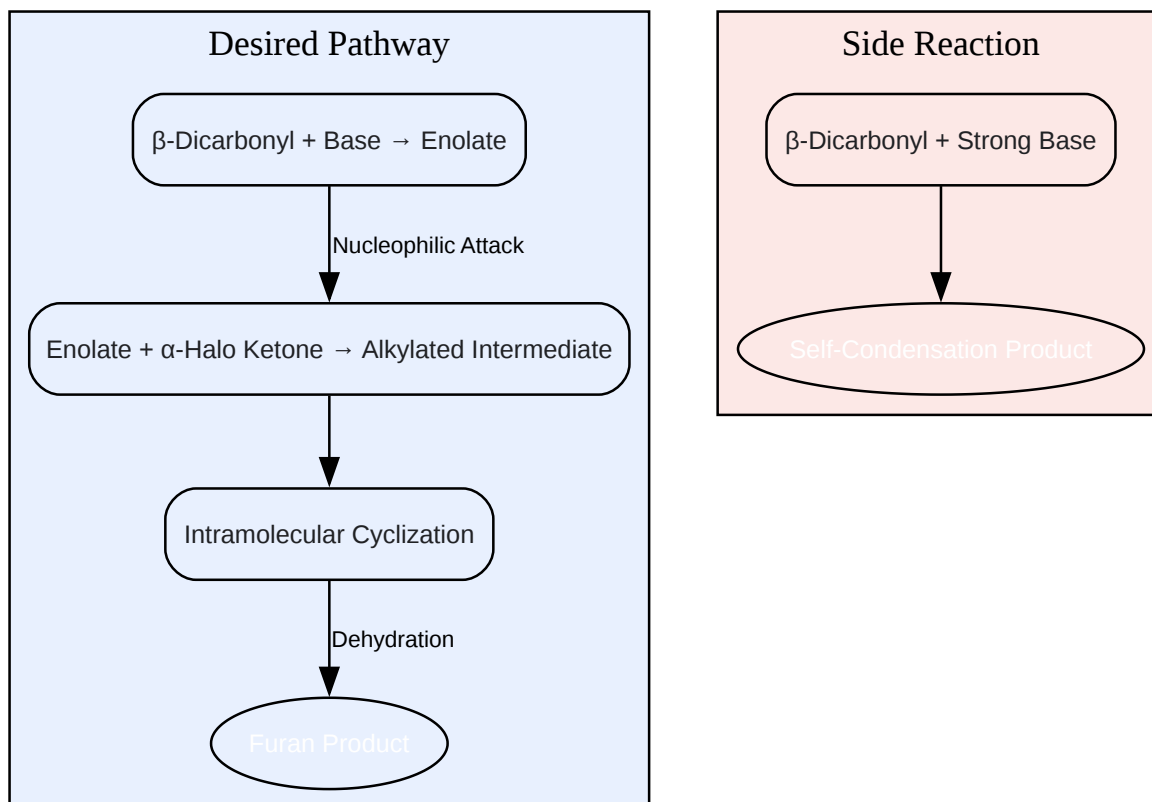 Desired Pathway
β-Dicarbonyl + Base → Enolate
Nucleophilic Attack
Enolate + α-Halo Ketone → Alkylated Intermediate
Intramolecular Cyclization
Dehydration
Furan Product
Side Reaction
β-Dicarbonyl + Strong Base
Self-Condensation Product